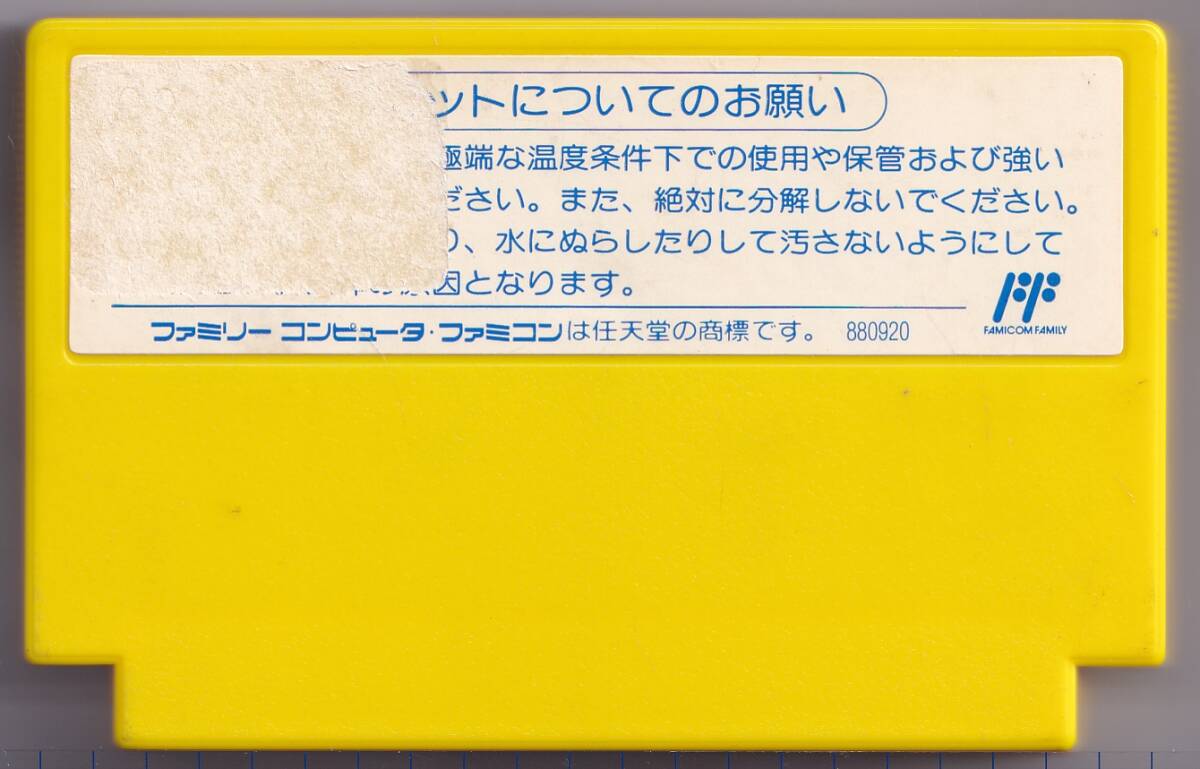 ットについてのお願い
極端な温度条件下での使用や保管および強い
ださい。また、絶対に分解しないでください。
り、水にぬらしたりして汚さないようにして
原因となります。
ファミリー コンピュータ・ファミコンは任天堂の商標です。 880920
FAMICOM FAMILY